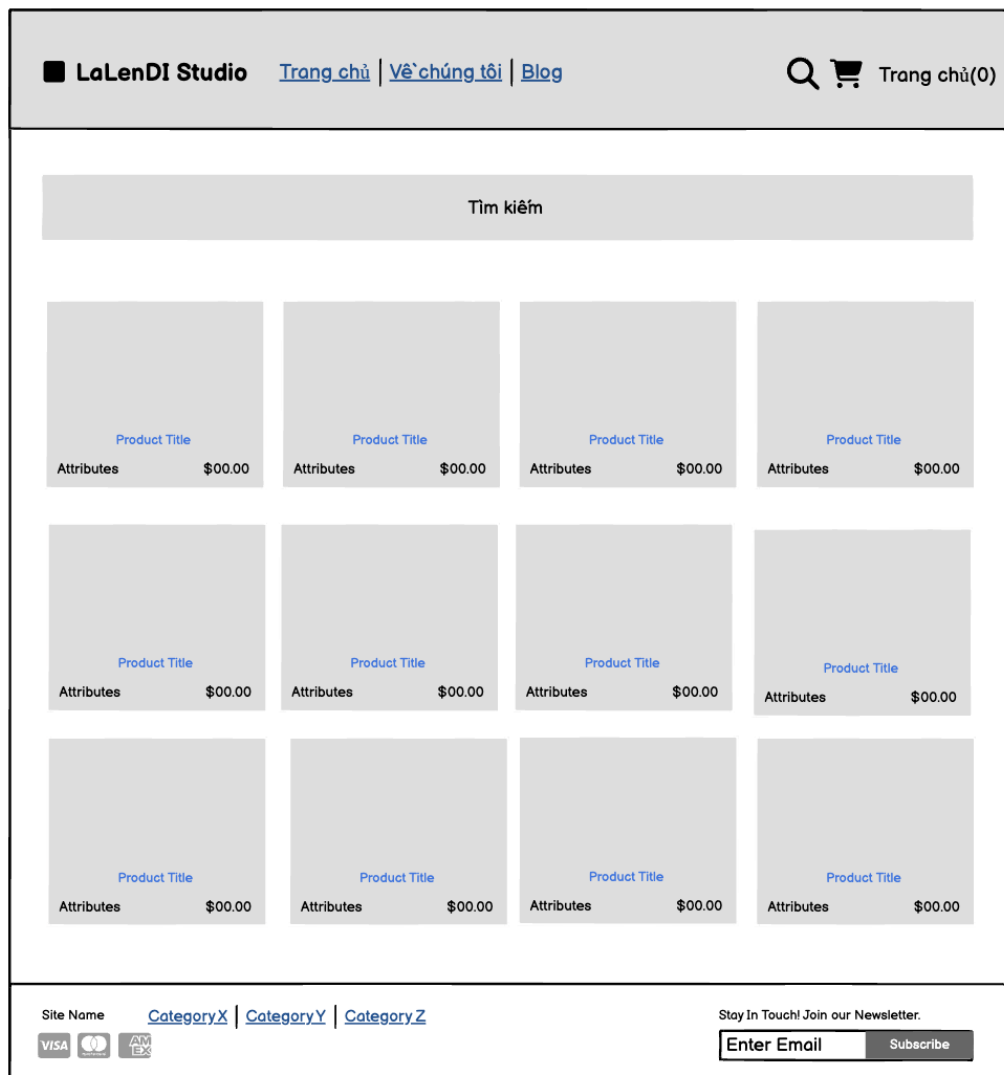 LaLenDI Studio Trang chủ Về chúng tôi Blog Trang chủ(0)
Tìm kiếm
Product Title Product Title Product Title Product Title
Attributes $00.00 Attributes $00.00 Attributes $00.00 Attributes $00.00
Product Title Product Title Product Title Product Title
Attributes $00.00 Attributes $00.00 Attributes $00.00 Attributes $00.00
Product Title Product Title Product Title Product Title
Attributes $00.00 Attributes $00.00 Attributes $00.00 Attributes $00.00
Site Name Category X Category Y Category Z Stay In Touch! Join our Newsletter.
VISA AM EX Enter Email Subscribe